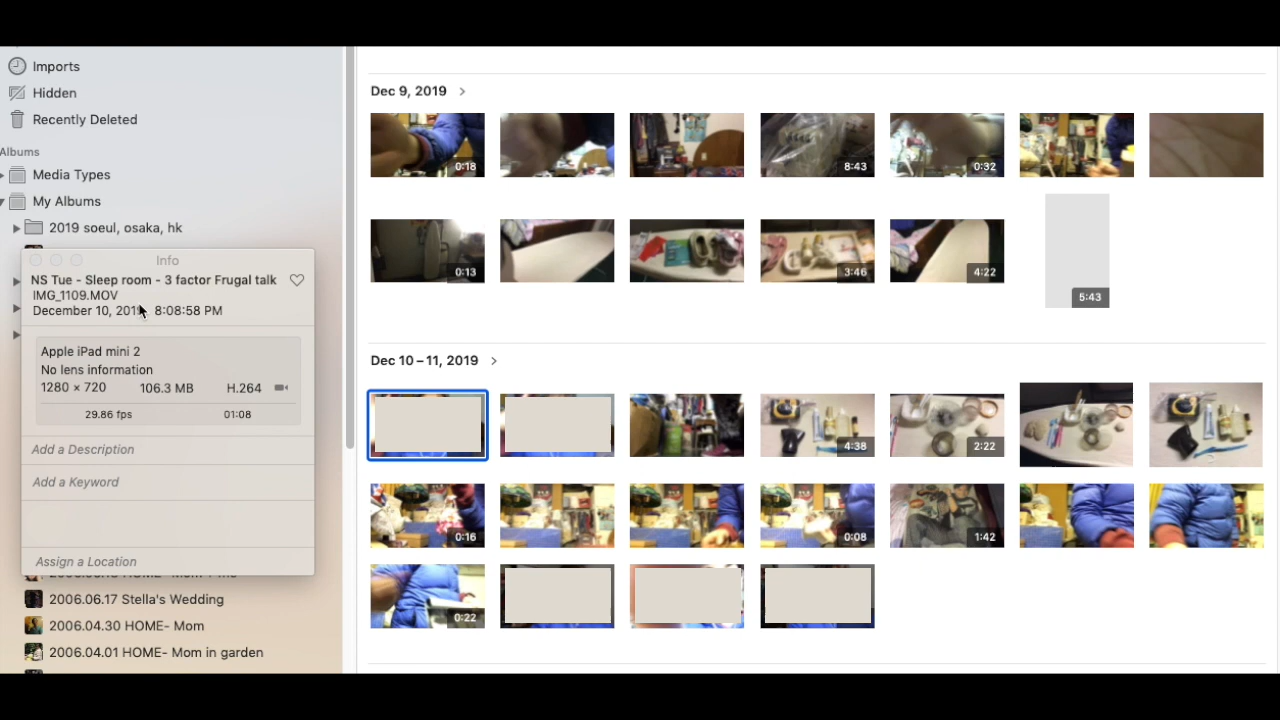 Imports
Hidden
Recently Deleted
Albums
Media Types
My Albums
2019 soeul, osaka, hk
Info
NS Tue - Sleep room - 3 factor Frugal talk
IMG_1109.MOV
December 10, 2019 8:08:58 PM
Apple iPad mini 2
No lens information
1280 × 720 106.3 MB H.264
29.86 fps 01:08
Add a Description
Add a Keyword
Assign a Location
2006.06.17 Stella's Wedding
2006.04.30 HOME- Mom
2006.04.01 HOME- Mom in garden
Dec 9, 2019
0:18
8:43
0:32
0:13
3:46
4:22
5:43
Dec 10 – 11, 2019
4:38
2:22
0:16
0:08
1:42
0:22